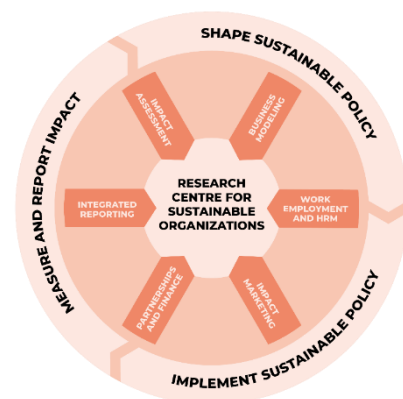 SHAPE SUSTAINABLE POLICY
MEASURE AND REPORT IMPACT
IMPLEMENT SUSTAINABLE POLICY
IMPACT
ASSESSMENT
BUSINESS
MODELING
INTEGRATED
REPORTING
RESEARCH
CENTRE FOR
SUSTAINABLE
ORGANIZATIONS
WORK
EMPLOYMENT
AND HRM
PARTNERSHIPS
AND FINANCE
IMPACT
MARKETING